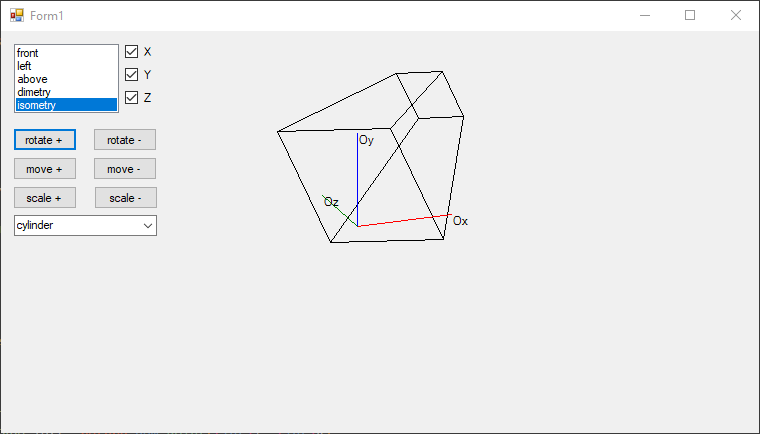 Form1
front
left
above
dimetry
isometry
X
Y
Z
rotate +
rotate -
move +
move -
scale +
scale -
cylinder
Oy
Oz
Ox